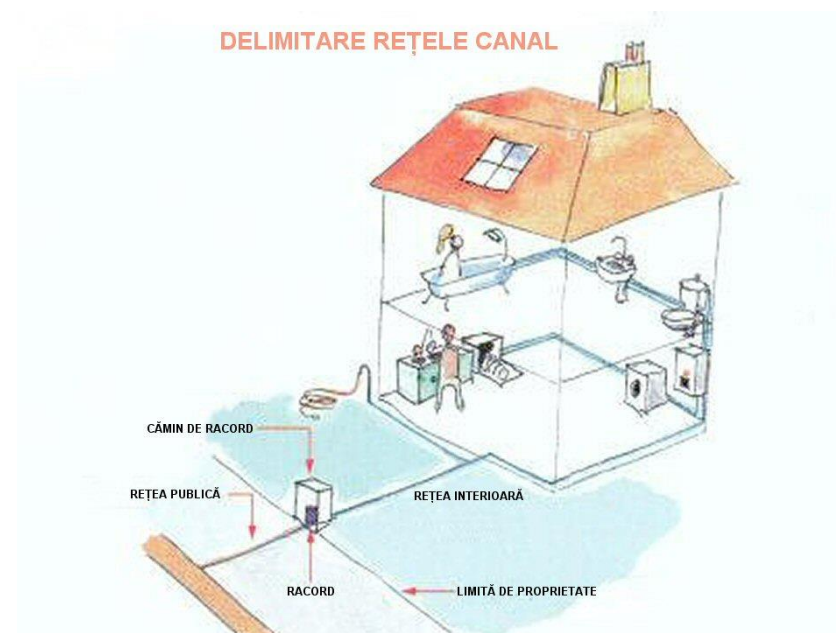 DELIMITARE REȚELE CANAL
CĂMIN DE RACORD
REȚEA PUBLICĂ
REȚEA INTERIOARĂ
RACORD
LIMITĂ DE PROPRIETATE